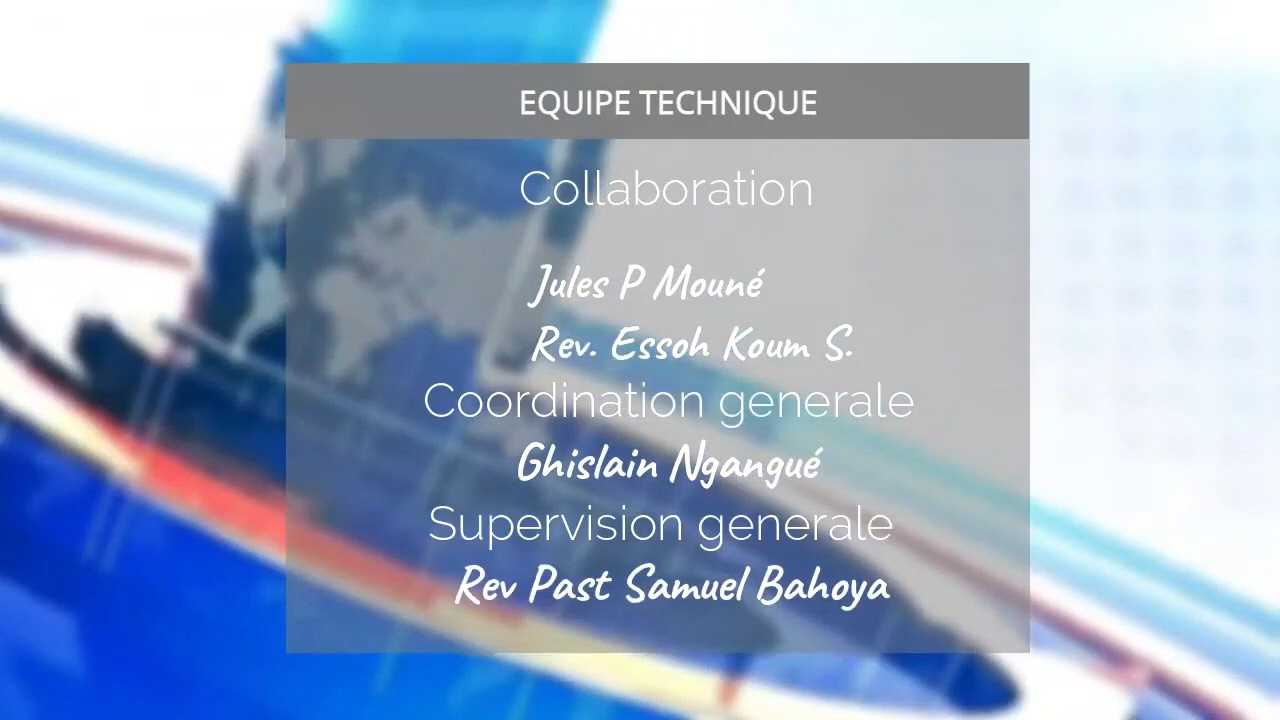 EQUIPE TECHNIQUE
Collaboration
Jules P Mouné
Rev. Essoh Koum S.
Coordination generale
Ghislain Ngangué
Supervision generale
Rev Past Samuel Bahoya